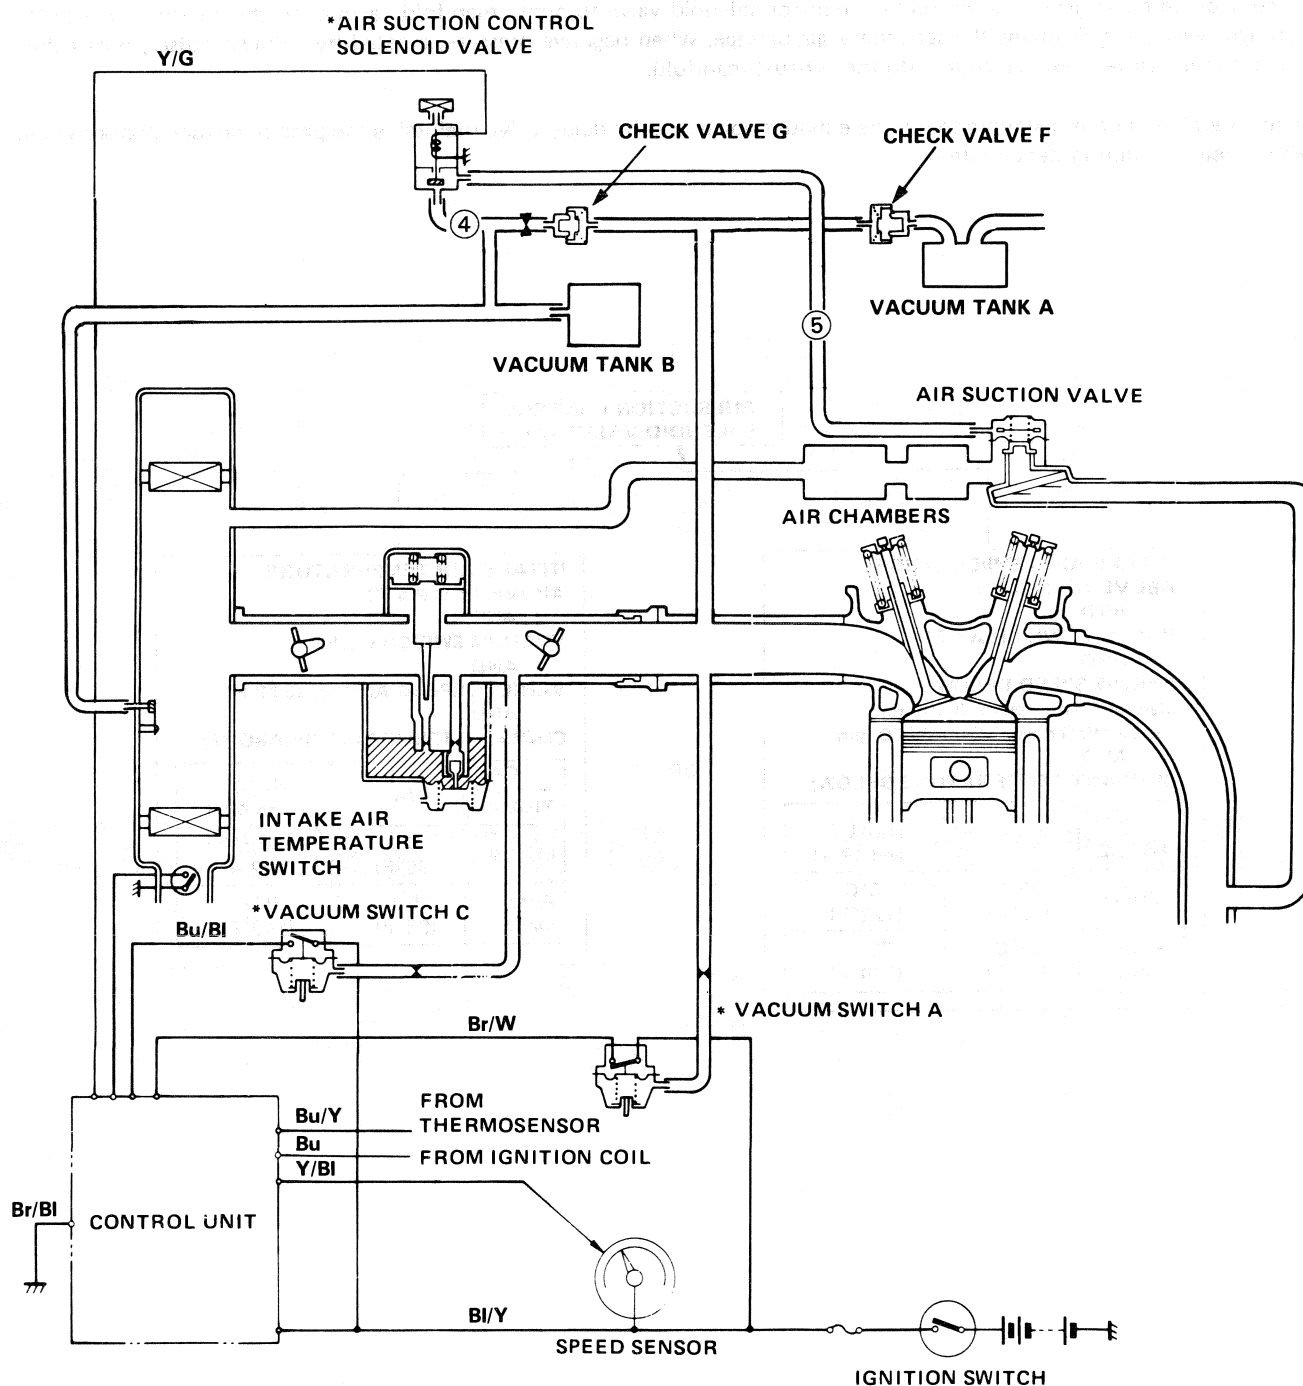 *AIR SUCTION CONTROL
SOLENOID VALVE
Y/G
CHECK VALVE G
CHECK VALVE F
4
VACUUM TANK A
5
VACUUM TANK B
AIR SUCTION VALVE
AIR CHAMBERS
INTAKE AIR
TEMPERATURE
SWITCH
*VACUUM SWITCH C
Bu/Bl
* VACUUM SWITCH A
Br/W
FROM
THERMOSENSOR
Bu/Y
Bu
FROM IGNITION COIL
Y/Bl
Br/Bl
CONTROL UNIT
Bl/Y
SPEED SENSOR
IGNITION SWITCH